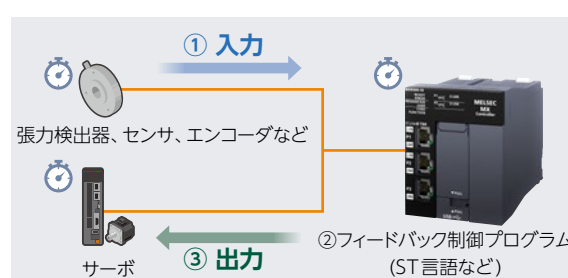 ① 入力
MELSEC
MX
Controller
張力検出器、センサ、エンコーダなど
②フィードバック制御プログラム
(ST言語など)
③ 出力
サーボ